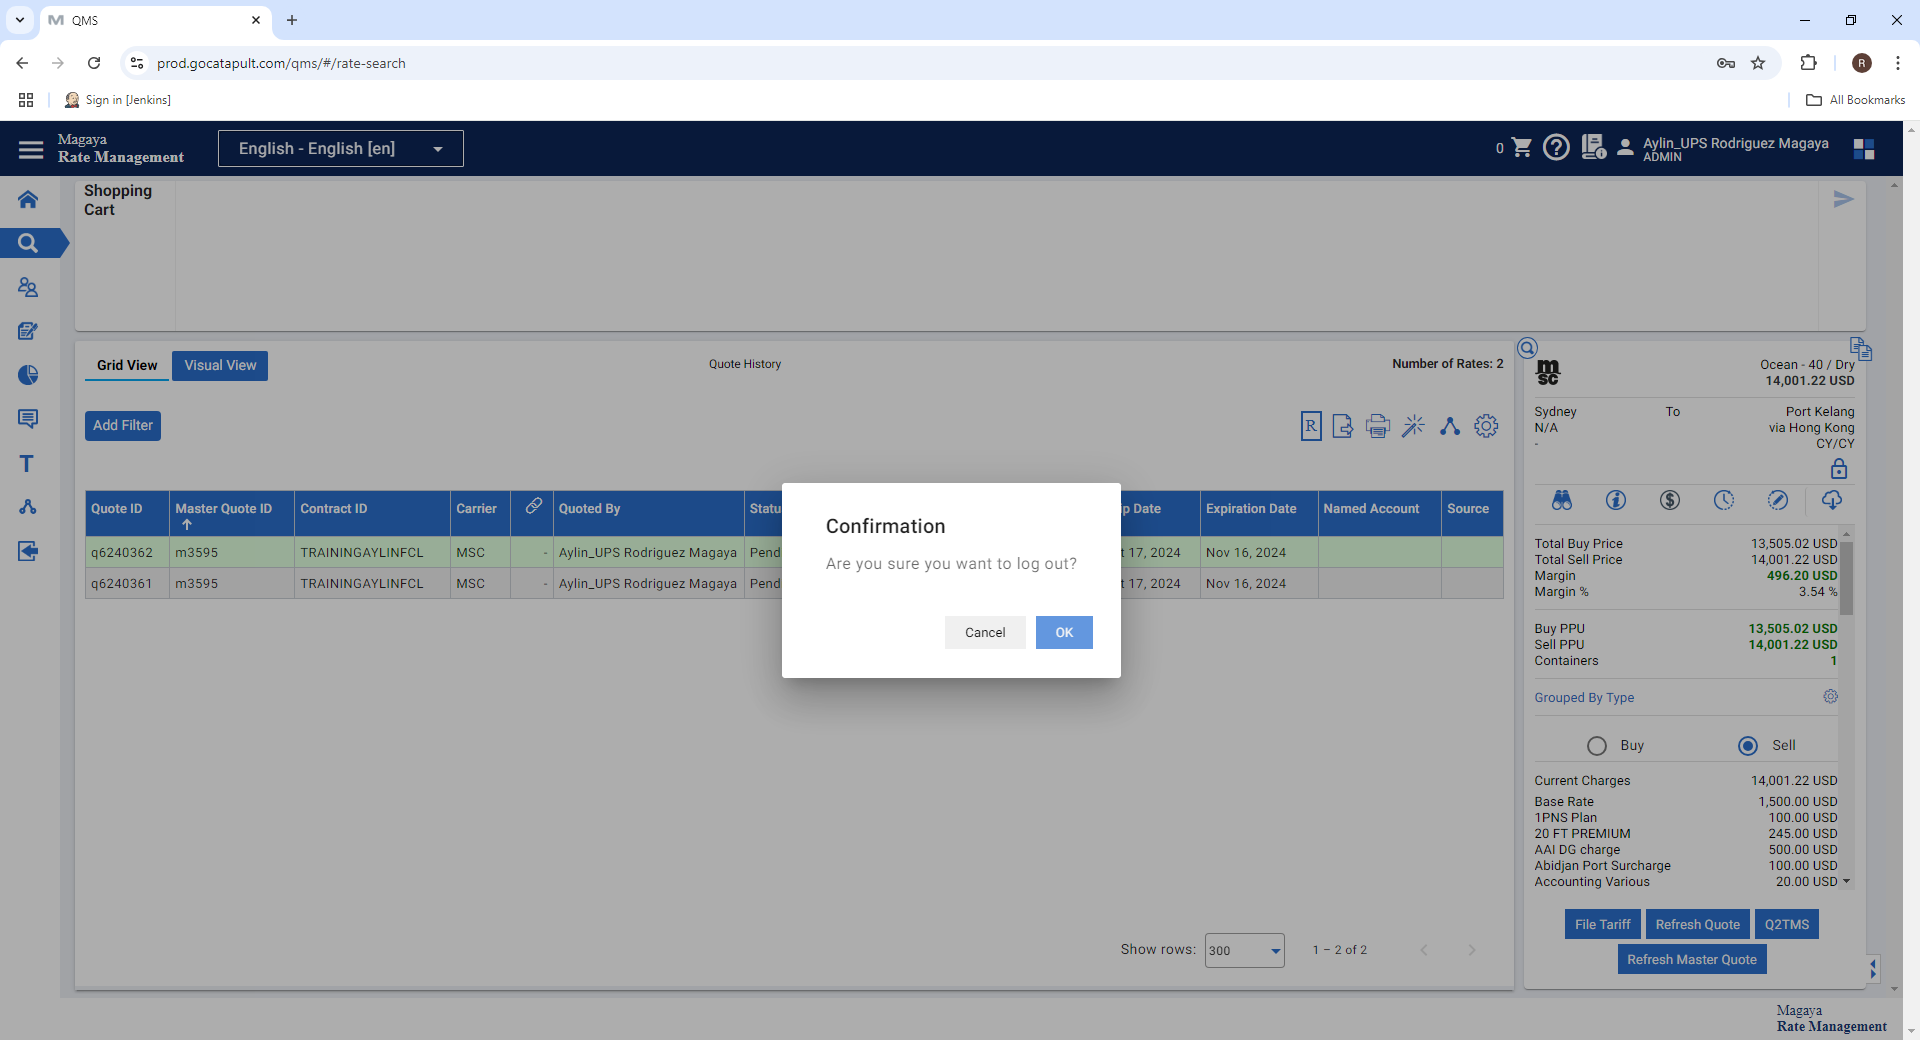 QMS
prod.gocatapult.com/qms/#/rate-search
R
Sign in [Jenkins]
All Bookmarks
Magaya
Rate Management
English - English [en]
0
Aylin_UPS Rodriguez Magaya
ADMIN
Shopping
Cart
Grid View
Visual View
Quote History
Number of Rates: 2
Add Filter
R
Quote ID Master Quote ID Contract ID Carrier Quoted By Statu p Date Expiration Date Named Account Source
q6240362 m3595 TRAININGAYLINFCL MSC - Aylin_UPS Rodriguez Magaya Pend t 17, 2024 Nov 16, 2024
q6240361 m3595 TRAININGAYLINFCL MSC - Aylin_UPS Rodriguez Magaya Pend t 17, 2024 Nov 16, 2024
Confirmation
Are you sure you want to log out?
Cancel
OK
Show rows: 300 1 – 2 of 2
msc
Ocean - 40 / Dry
14,001.22 USD
Sydney To Port Kelang
N/A via Hong Kong
- CY/CY
Total Buy Price 13,505.02 USD
Total Sell Price 14,001.22 USD
Margin 496.20 USD
Margin % 3.54 %
Buy PPU 13,505.02 USD
Sell PPU 14,001.22 USD
Containers 1
Grouped By Type
Buy Sell
Current Charges 14,001.22 USD
Base Rate 1,500.00 USD
1PNS Plan 100.00 USD
20 FT PREMIUM 245.00 USD
AAI DG charge 500.00 USD
Abidjan Port Surcharge 100.00 USD
Accounting Various 20.00 USD
File Tariff Refresh Quote Q2TMS
Refresh Master Quote
Magaya
Rate Management